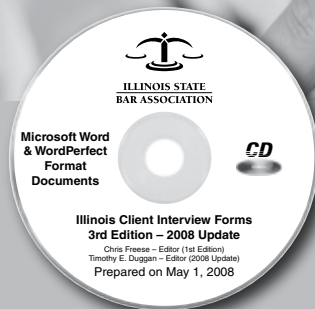 ILLINOIS STATE
BAR ASSOCIATION
Microsoft Word
& WordPerfect
Format
Documents
CD
Illinois Client Interview Forms
3rd Edition – 2008 Update
Chris Freese – Editor (1st Edition)
Timothy E. Duggan – Editor (2008 Update)
Prepared on May 1, 2008